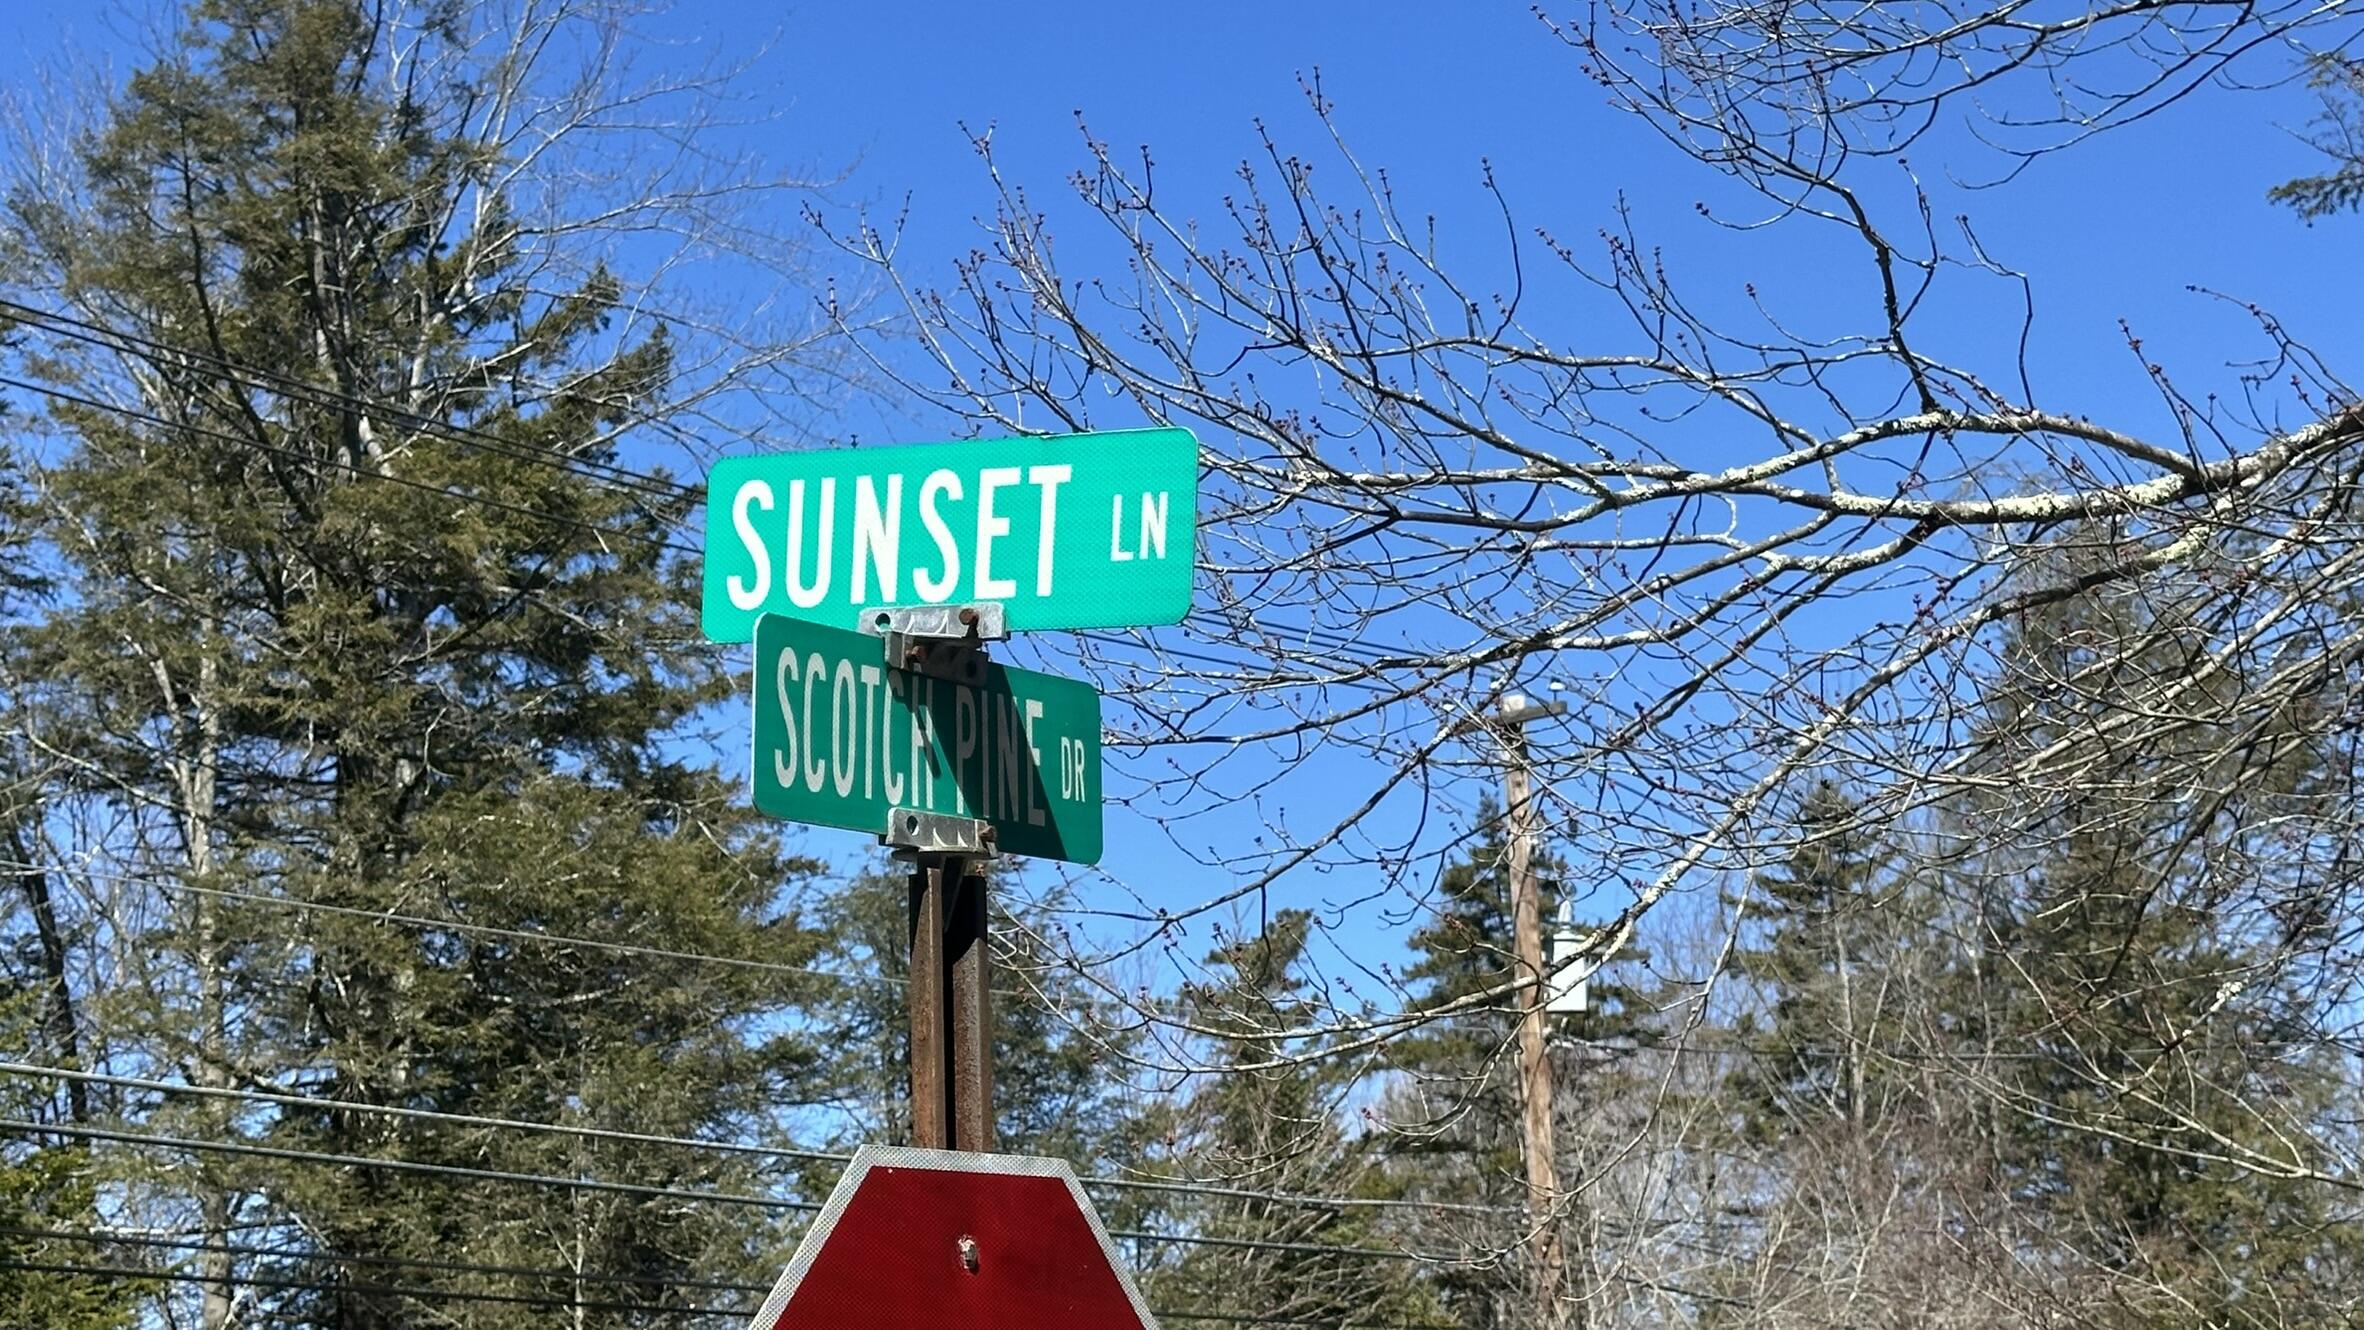 SUNSET LN
SCOTCH PINE DR